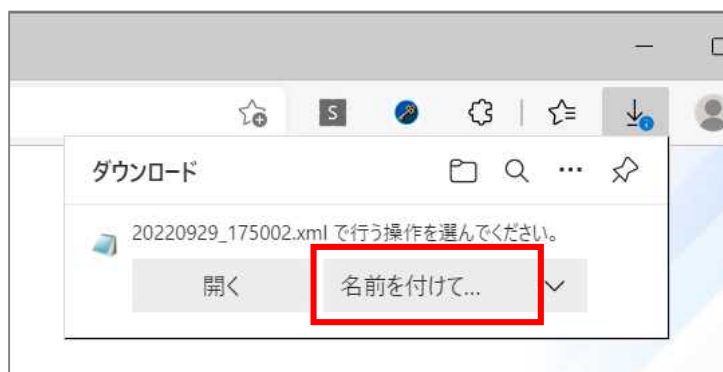 S
ダウンロード
20220929_175002.xml で行う操作を選んでください。
開く
名前を付けて...